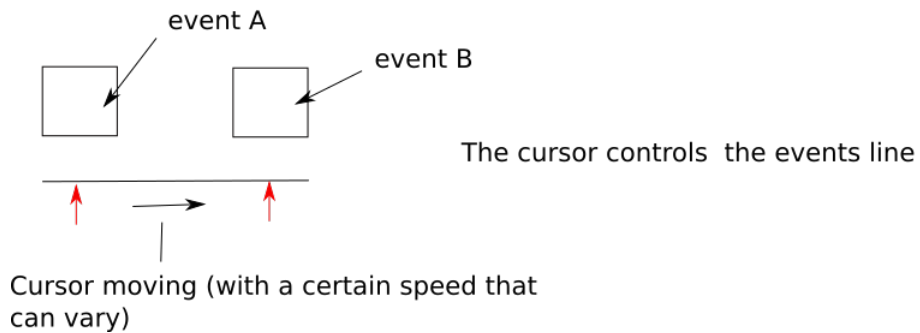 event A
event B
The cursor controls  the events line
Cursor moving (with a certain speed that
can vary)